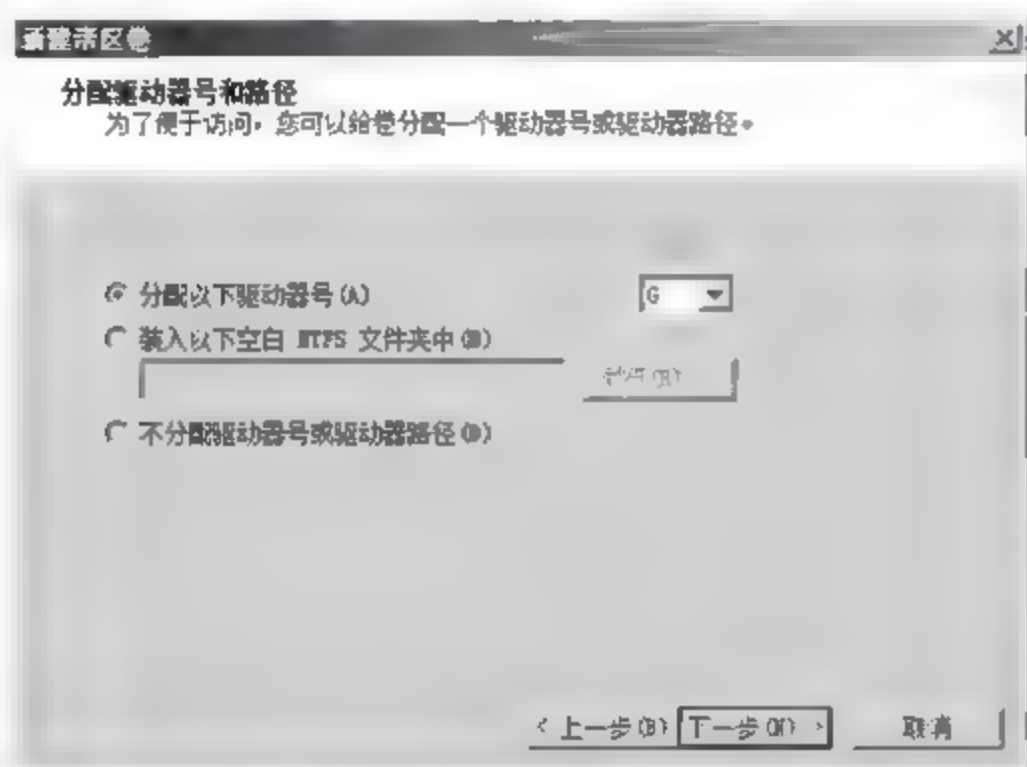 新建带区卷
分配驱动器号和路径
为了便于访问，您可以给卷分配一个驱动器号或驱动器路径。
分配以下驱动器号(A)
G
装入以下空白 NTFS 文件夹中(M)
不分配驱动器号或驱动器路径(D)
< 上一步(B)
下一步(N) >
取消